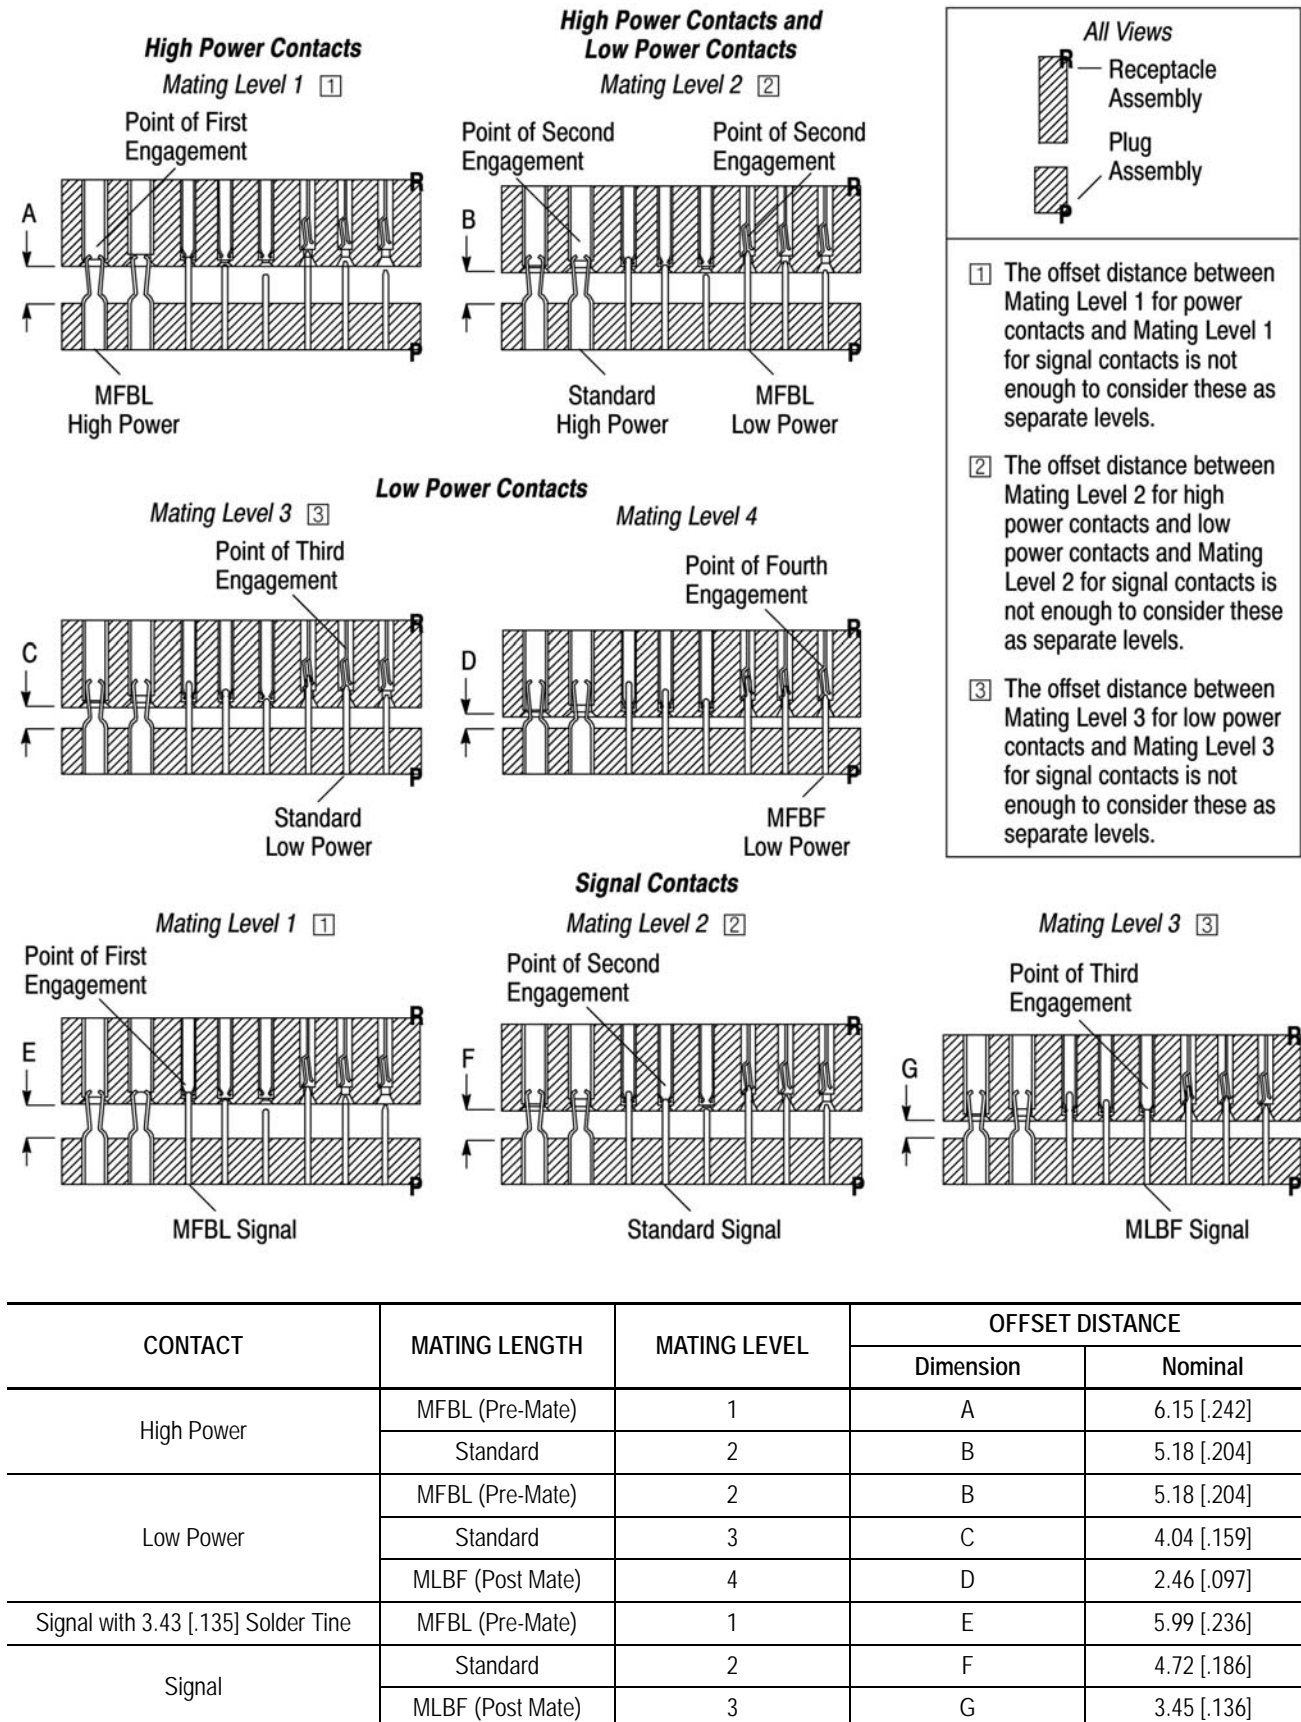 High Power Contacts
Mating Level 1 1
Point of First
Engagement
A
R
P
MFBL
High Power
High Power Contacts and
Low Power Contacts
Mating Level 2 2
Point of Second
Engagement
Point of Second
Engagement
B
R
P
Standard
High Power
MFBL
Low Power
All Views
R
Receptacle
Assembly
Plug
Assembly
P
1 The offset distance between
Mating Level 1 for power
contacts and Mating Level 1
for signal contacts is not
enough to consider these as
separate levels.
2 The offset distance between
Mating Level 2 for high
power contacts and low
power contacts and Mating
Level 2 for signal contacts is
not enough to consider these
as separate levels.
3 The offset distance between
Mating Level 3 for low power
contacts and Mating Level 3
for signal contacts is not
enough to consider these as
separate levels.
Low Power Contacts
Mating Level 3 3
Point of Third
Engagement
C
R
P
Standard
Low Power
Mating Level 4
Point of Fourth
Engagement
D
R
P
MFBF
Low Power
Signal Contacts
Mating Level 1 1
Point of First
Engagement
E
R
P
MFBL Signal
Mating Level 2 2
Point of Second
Engagement
F
R
P
Standard Signal
Mating Level 3 3
Point of Third
Engagement
G
R
P
MLBF Signal
CONTACT MATING LENGTH MATING LEVEL OFFSET DISTANCE
Dimension Nominal
High Power MFBL (Pre-Mate) 1 A 6.15 [.242]
Standard 2 B 5.18 [.204]
Low Power MFBL (Pre-Mate) 2 B 5.18 [.204]
Standard 3 C 4.04 [.159]
MLBF (Post Mate) 4 D 2.46 [.097]
Signal with 3.43 [.135] Solder Tine MFBL (Pre-Mate) 1 E 5.99 [.236]
Signal Standard 2 F 4.72 [.186]
MLBF (Post Mate) 3 G 3.45 [.136]